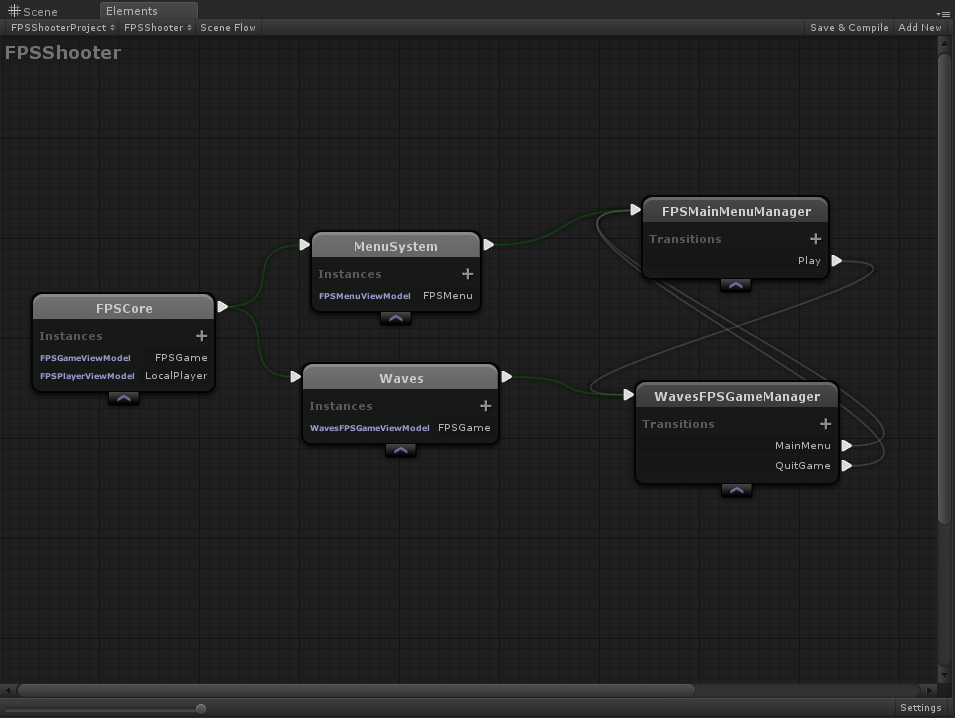 Scene
Elements
FPSShooterProject FPSShooter Scene Flow Save & Compile Add New
FPSShooter
FPSMainMenuManager
Transitions
Play
MenuSystem
Instances
FPSMenuViewModel FPSMenu
FPSCore
Instances
FPSGameViewModel FPSGame
FPSPlayerViewModel LocalPlayer
Waves
Instances
WavesFPSGameViewModel FPSGame
WavesFPSGameManager
Transitions
MainMenu
QuitGame
Settings